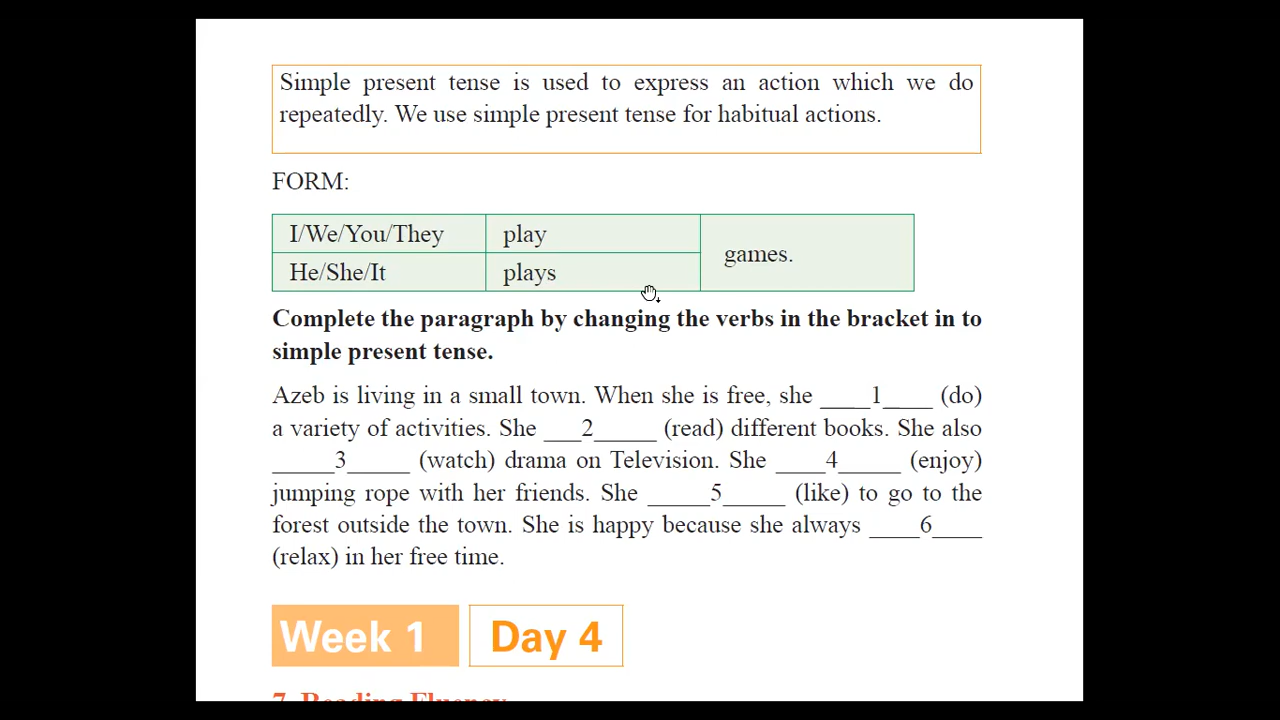 Simple present tense is used to express an action which we do
repeatedly. We use simple present tense for habitual actions.
FORM:
I/We/You/They play
games.
He/She/It plays
Complete the paragraph by changing the verbs in the bracket in to
simple present tense.
Azeb is living in a small town. When she is free, she ____1____ (do)
a variety of activities. She ___2_____ (read) different books. She also
_____3_____ (watch) drama on Television. She ____4_____ (enjoy)
jumping rope with her friends. She _____5_____ (like) to go to the
forest outside the town. She is happy because she always ____6____
(relax) in her free time.
Week 1 Day 4
7. Reading Fluency